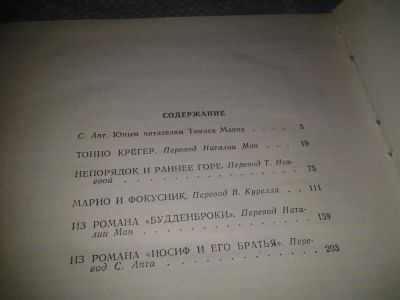 СОДЕРЖАНИЕ
С. Апт. Юным читателям Томаса Манна . . . . 3
ТОНИО КРЁГЕР. Перевод Наталии Ман . . 19
НЕПОРЯДОК И РАННЕЕ ГОРЕ. Перевод Т. Иса-
евой . . . . . . . . . . . . . . 75
МАРИО И ФОКУСНИК. Перевод В. Курелли . . 111
ИЗ РОМАНА «БУДДЕНБРОКИ». Перевод Ната-
лии Ман . . . . . . . . . . . . . 159
ИЗ РОМАНА «ИОСИФ И ЕГО БРАТЬЯ». Пере-
вод С. Апта . . . . . . . . . . . . 203